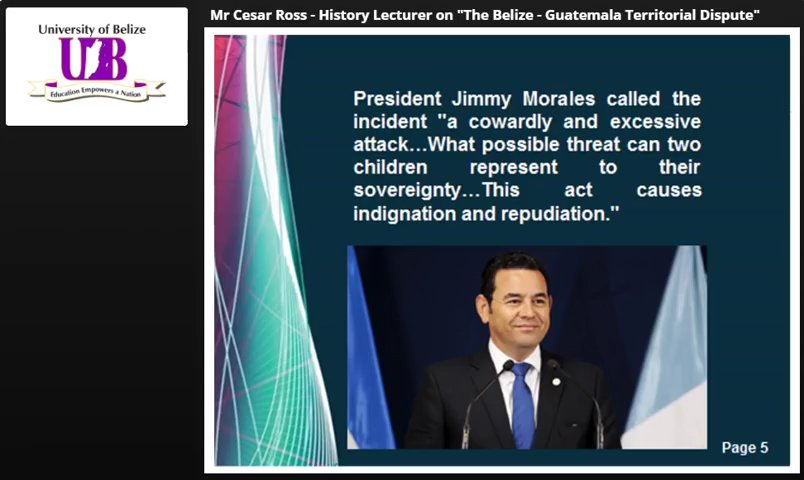 Mr Cesar Ross - History Lecturer on "The Belize - Guatemala Territorial Dispute"
University of Belize
UB
Education Empowers a Nation
President Jimmy Morales called the
incident "a cowardly and excessive
attack...What possible threat can two
children represent to their
sovereignty...This act causes
indignation and repudiation."
Page 5